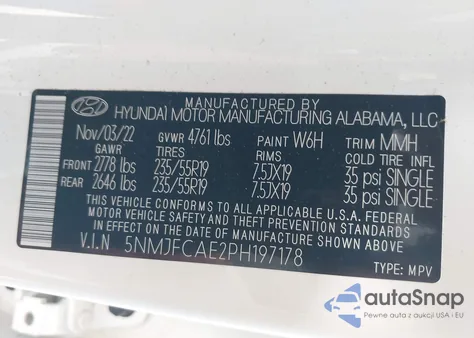 MANUFACTURED BY
HYUNDAI MOTOR MANUFACTURING ALABAMA, LLC
Nov/03/22 GVWR 4761 lbs PAINT W6H TRIM MMH
GAWR TIRES RIMS COLD TIRE INFL
FRONT 2778 lbs 235/55R19 7.5JX19 35 psi SINGLE
REAR 2646 lbs 235/55R19 7.5JX19 35 psi SINGLE
THIS VEHICLE CONFORMS TO ALL APPLICABLE U.S.A. FEDERAL
MOTOR VEHICLE SAFETY, BUMPER, AND THEFT PREVENTION
STANDARDS IN EFFECT ON THE DATE OF MANUFACTURE SHOWN ABOVE.
V.I.N 5NMJFCAE2PH197178
TYPE: MPV
autoSnap
Pewne auta z aukcji USA i EU